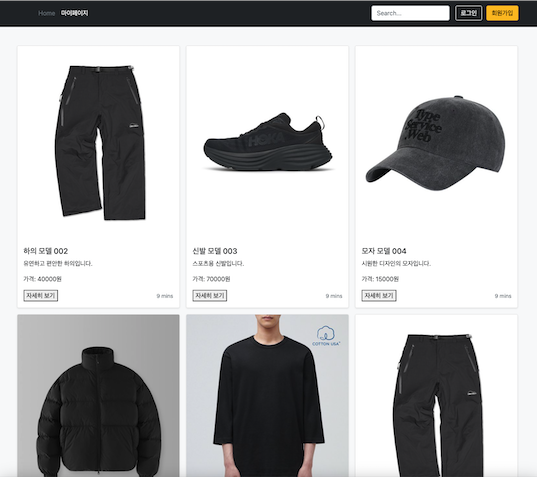 Home 마이페이지
Search...
로그인
회원가입
Type
Service
Web
하의 모델 002
유연하고 편안한 하의입니다.
가격: 40000원
자세히 보기
9 mins
신발 모델 003
스포츠용 신발입니다.
가격: 70000원
자세히 보기
9 mins
모자 모델 004
시원한 디자인의 모자입니다.
가격: 15000원
자세히 보기
9 mins
COTTON USA